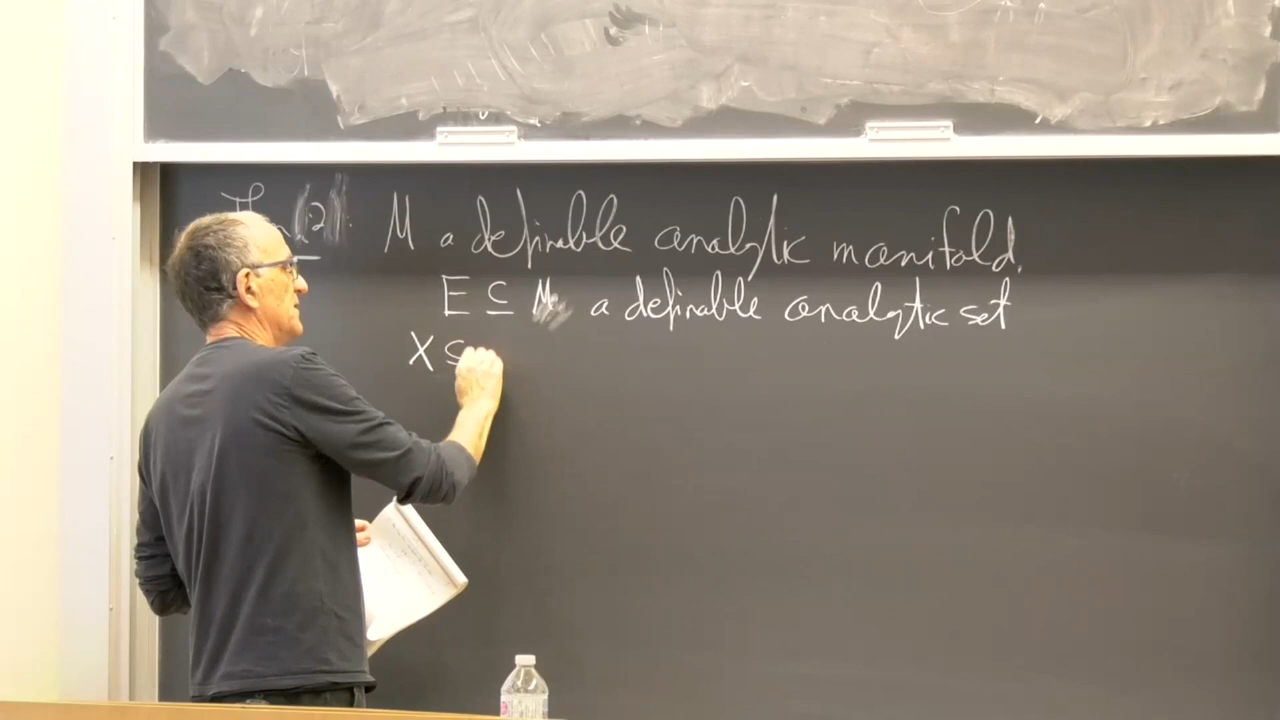 M a definable analytic manifold.
E ⊆ M a definable analytic set
X ⊆